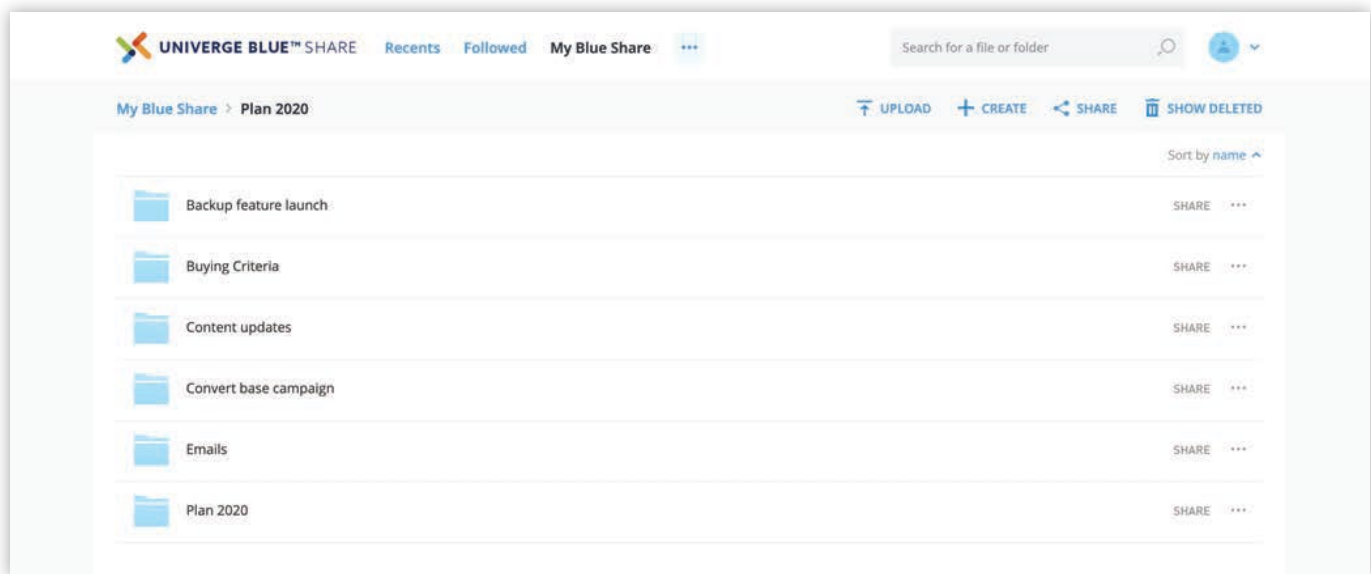 UNIVERGE BLUE™ SHARE Recents Followed My Blue Share ••• Search for a file or folder
My Blue Share > Plan 2020 UPLOAD CREATE SHARE SHOW DELETED
Sort by name
Backup feature launch SHARE •••
Buying Criteria SHARE •••
Content updates SHARE •••
Convert base campaign SHARE •••
Emails SHARE •••
Plan 2020 SHARE •••